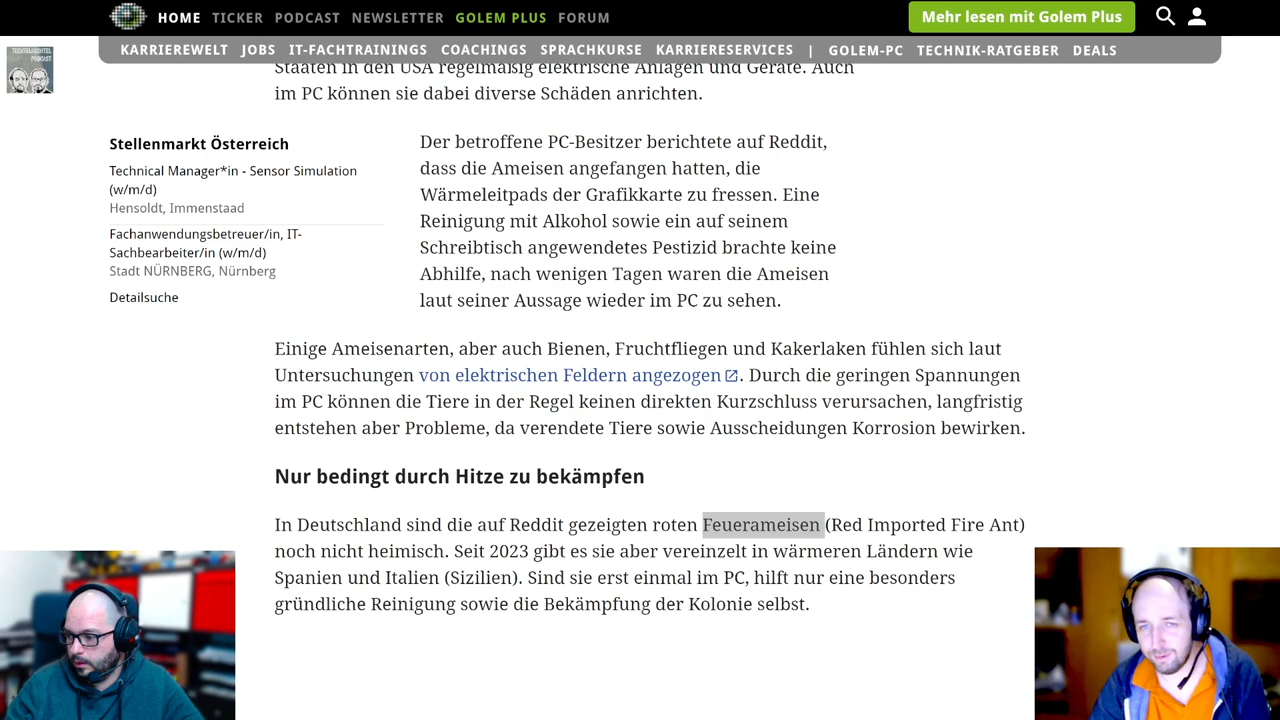 HOME TICKER PODCAST NEWSLETTER GOLEM PLUS FORUM
Mehr lesen mit Golem Plus
KARRIEREWELT JOBS IT-FACHTRAININGS COACHINGS SPRACHKURSE KARRIERESERVICES | GOLEM-PC TECHNIK-RATGEBER DEALS
Staaten in den USA regelmäßig elektrische Anlagen und Geräte. Auch
im PC können sie dabei diverse Schäden anrichten.
Stellenmarkt Österreich
Technical Manager*in - Sensor Simulation
(w/m/d)
Hensoldt, Immenstaad
Fachanwendungsbetreuer/in, IT-
Sachbearbeiter/in (w/m/d)
Stadt NÜRNBERG, Nürnberg
Detailsuche
Der betroffene PC-Besitzer berichtete auf Reddit,
dass die Ameisen angefangen hatten, die
Wärmeleitpads der Grafikkarte zu fressen. Eine
Reinigung mit Alkohol sowie ein auf seinem
Schreibtisch angewendetes Pestizid brachte keine
Abhilfe, nach wenigen Tagen waren die Ameisen
laut seiner Aussage wieder im PC zu sehen.
Einige Ameisenarten, aber auch Bienen, Fruchtfliegen und Kakerlaken fühlen sich laut
Untersuchungen von elektrischen Feldern angezogen. Durch die geringen Spannungen
im PC können die Tiere in der Regel keinen direkten Kurzschluss verursachen, langfristig
entstehen aber Probleme, da verendete Tiere sowie Ausscheidungen Korrosion bewirken.
Nur bedingt durch Hitze zu bekämpfen
In Deutschland sind die auf Reddit gezeigten roten Feuerameisen (Red Imported Fire Ant)
noch nicht heimisch. Seit 2023 gibt es sie aber vereinzelt in wärmeren Ländern wie
Spanien und Italien (Sizilien). Sind sie erst einmal im PC, hilft nur eine besonders
gründliche Reinigung sowie die Bekämpfung der Kolonie selbst.